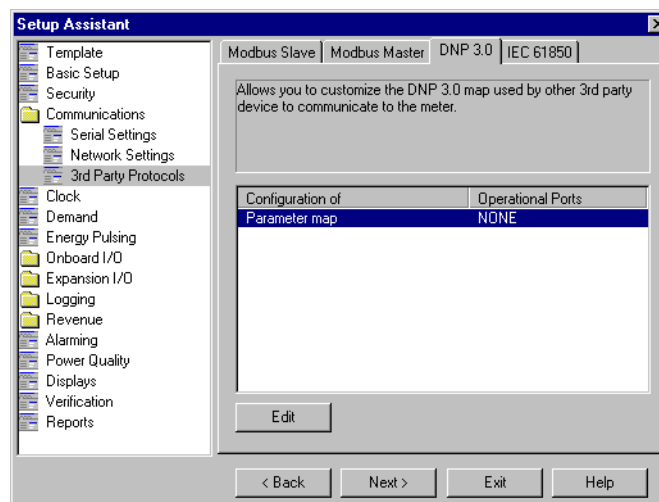 Setup Assistant
Template
Basic Setup
Security
Communications
Serial Settings
Network Settings
3rd Party Protocols
Clock
Demand
Energy Pulsing
Onboard I/O
Expansion I/O
Logging
Revenue
Alarming
Power Quality
Displays
Verification
Reports
Modbus Slave Modbus Master DNP 3.0 IEC 61850
Allows you to customize the DNP 3.0 map used by other 3rd party
device to communicate to the meter.
Configuration of Operational Ports
Parameter map NONE
Edit
< Back Next > Exit Help